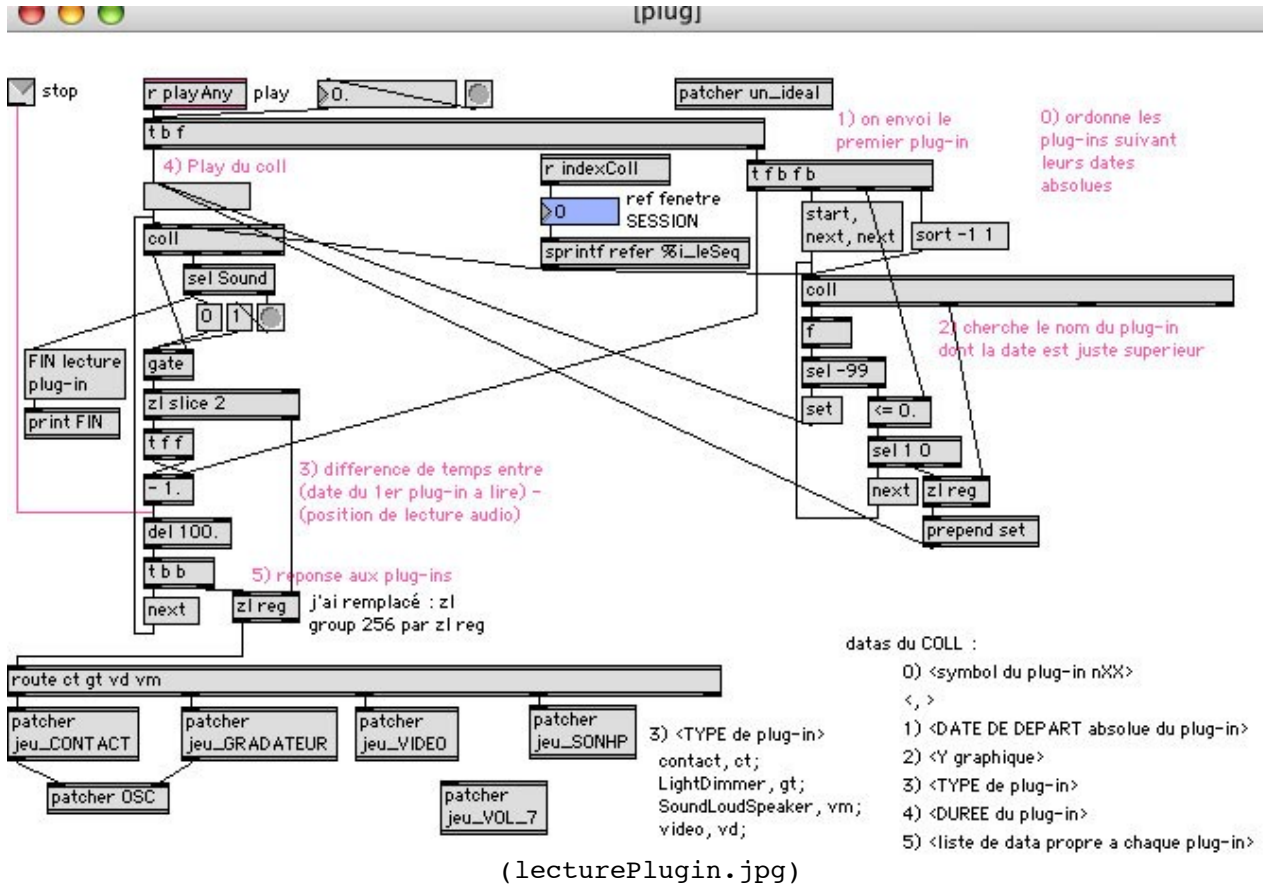 [plug]
stop
r playAny
play
0.
patcher un_ideal
t b f
1) on envoi le
premier plug-in
0) ordonne les
plug-ins suivant
leurs dates
absolues
4) Play du coll
r indexColl
t f b f b
0
ref fenetre
SESSION
start,
next, next
sort -1 1
coll
sprintf refer %i_leSeq
sel Sound
coll
0
1
f
2) cherche le nom du plug-in
dont la date est juste superieur
FIN lecture
plug-in
gate
sel -99
print FIN
zl slice 2
set
<= 0.
t f f
sel 1 0
3) difference de temps entre
(date du 1er plug-in a lire) -
(position de lecture audio)
- 1.
next
zl reg
del 100.
prepend set
t b b
5) reponse aux plug-ins
next
zl reg
j'ai remplacé : zl
group 256 par zl reg
route ct gt vd vm
patcher
jeu_CONTACT
patcher
jeu_GRADATEUR
patcher
jeu_VIDEO
patcher
jeu_SONHP
patcher OSC
patcher
jeu_VOL_7
3) <TYPE de plug-in>
contact, ct;
LightDimmer, gt;
SoundLoudSpeaker, vm;
video, vd;
datas du COLL :
0) <symbol du plug-in nXX>
<, >
1) <DATE DE DEPART absolue du plug-in>
2) <Y graphique>
3) <TYPE de plug-in>
4) <DUREE du plug-in>
5) <liste de data propre a chaque plug-in>
(lecturePlugin.jpg)